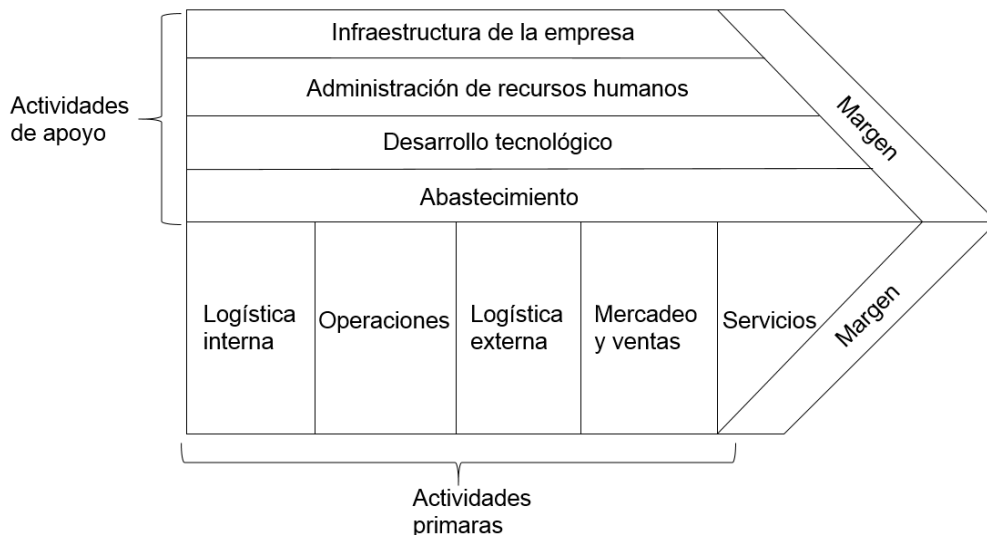 Infraestructura de la empresa
Administración de recursos humanos
Desarrollo tecnológico
Abastecimiento
Actividades
de apoyo
Margen
Logística
interna
Operaciones
Logística
externa
Mercadeo
y ventas
Servicios
Margen
Actividades
primaras